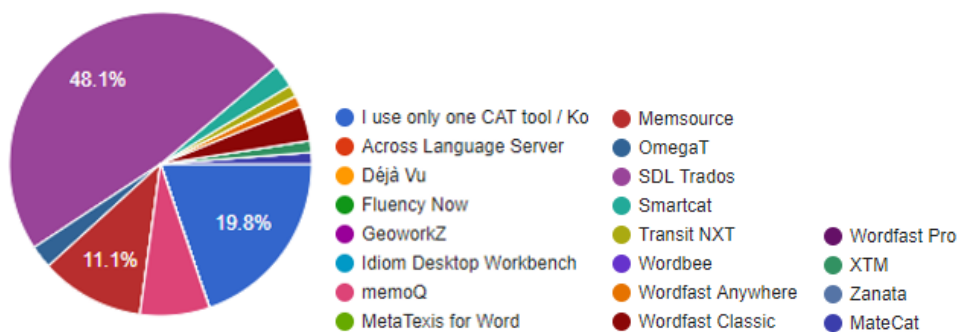 48.1%
19.8%
11.1%
I use only one CAT tool / Ko
Across Language Server
Déjà Vu
Fluency Now
GeoworkZ
Idiom Desktop Workbench
memoQ
MetaTexis for Word
Memsource
OmegaT
SDL Trados
Smartcat
Transit NXT
Wordbee
Wordfast Anywhere
Wordfast Classic
Wordfast Pro
XTM
Zanata
MateCat